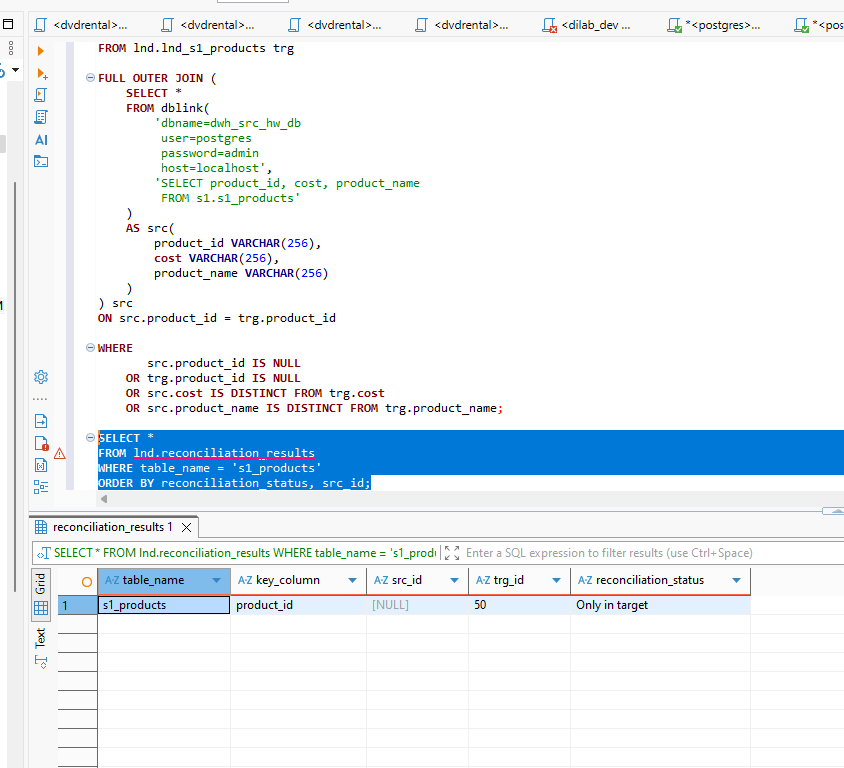 <dvdrental>... <dvdrental>... <dvdrental>... <dvdrental>... <dilab_dev ... *<postgres>... *<pos
FROM lnd.lnd_s1_products trg
FULL OUTER JOIN (
SELECT *
FROM dblink(
'dbname=dwh_src_hw_db
user=postgres
password=admin
host=localhost',
'SELECT product_id, cost, product_name
FROM s1.s1_products'
)
AS src(
product_id VARCHAR(256),
cost VARCHAR(256),
product_name VARCHAR(256)
)
) src
ON src.product_id = trg.product_id
WHERE
src.product_id IS NULL
OR trg.product_id IS NULL
OR src.cost IS DISTINCT FROM trg.cost
OR src.product_name IS DISTINCT FROM trg.product_name;
SELECT *
FROM lnd.reconciliation_results
WHERE table_name = 's1_products'
ORDER BY reconciliation_status, src_id;
AI
reconciliation_results 1
SELECT * FROM lnd.reconciliation_results WHERE table_name = 's1_produ Enter a SQL expression to filter results (use Ctrl+Space)
Grid
Text
A-Z table_name A-Z key_column A-Z src_id A-Z trg_id A-Z reconciliation_status
1 s1_products product_id [NULL] 50 Only in target